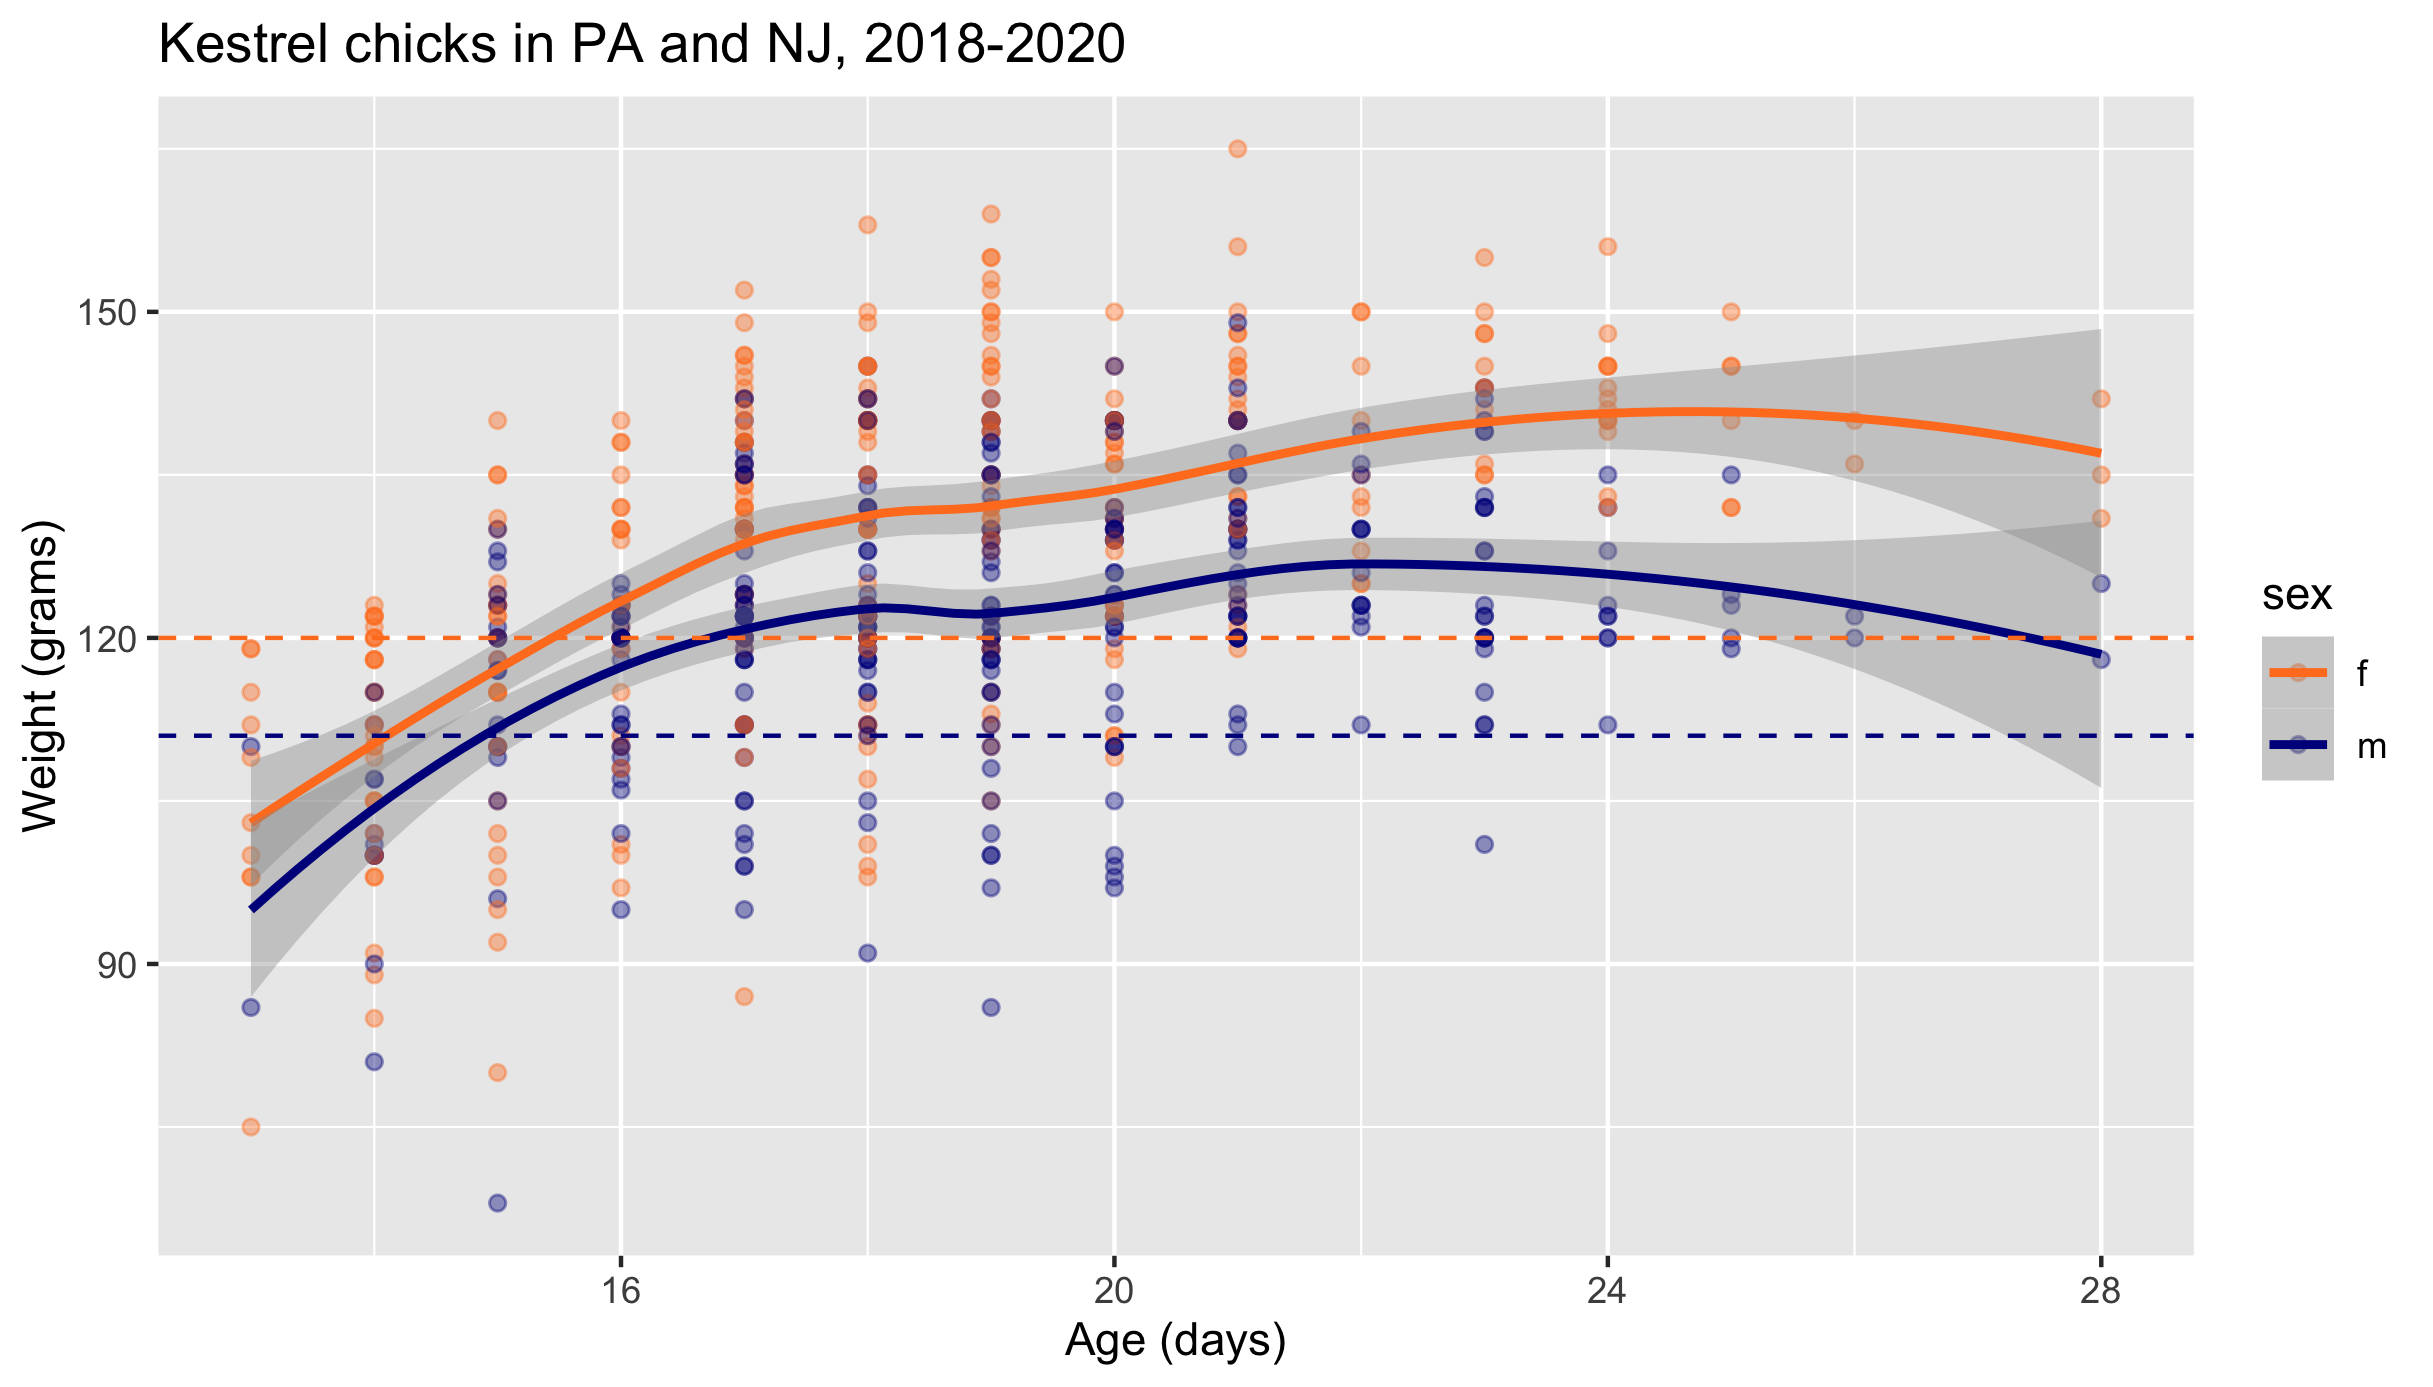 Kestrel chicks in PA and NJ, 2018-2020
Weight (grams)
150
120
90
16 20 24 28
Age (days)
sex
f
m